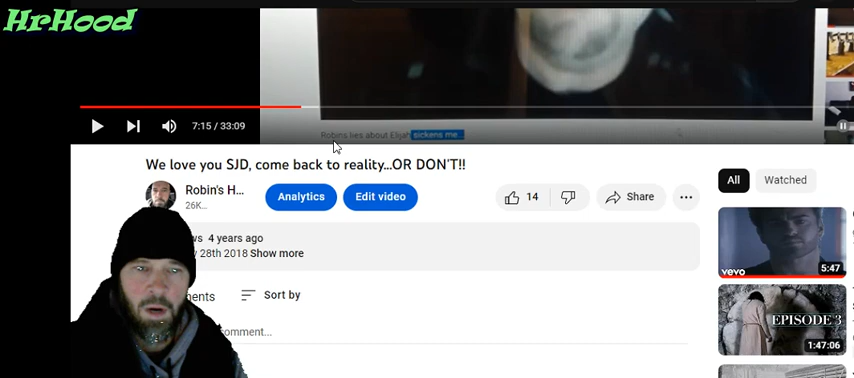 HrHood
7:15 / 33:09
Robins lies about Elijah sickens me...
We love you SJD, come back to reality...OR DON'T!!
Robin's H...
26K...
Analytics
Edit video
14
Share
...
ws 4 years ago
28th 2018 Show more
ents
Sort by
comment...
All
Watched
vevo
5:47
EPISODE 3
1:47:06